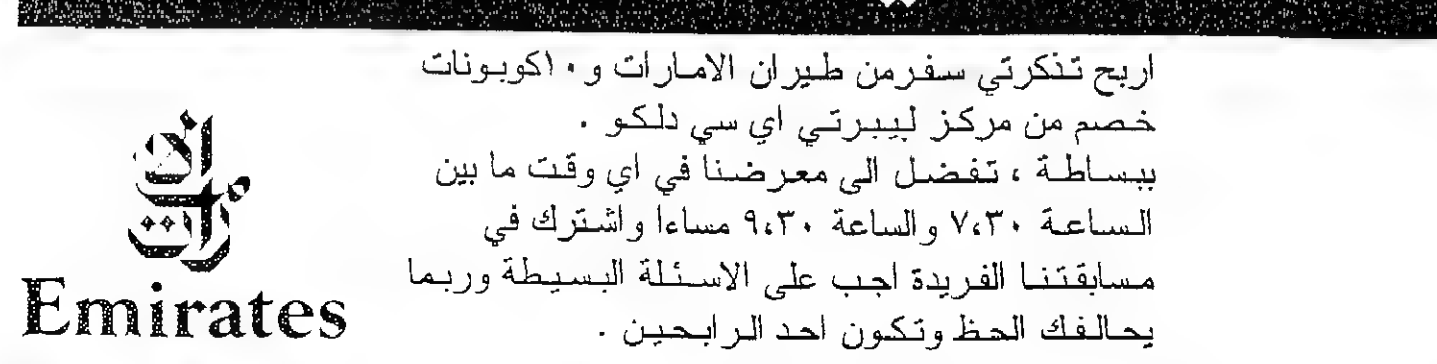 اربح تذكرتي سفرمن طيران الامارات و١٠كوبونات
خصم من مركز ليبرتي اي سي دلكو .
ببساطة ، تفضل الى معرضنا في اي وقت ما بين
الساعة ٧،٣٠ والساعة ٩،٣٠ مساءا واشترك في
مسابقتنا الفريدة اجب على الاسئلة البسيطة وربما
يحالفك الحظ وتكون احد الرابحين .
الامارات
Emirates